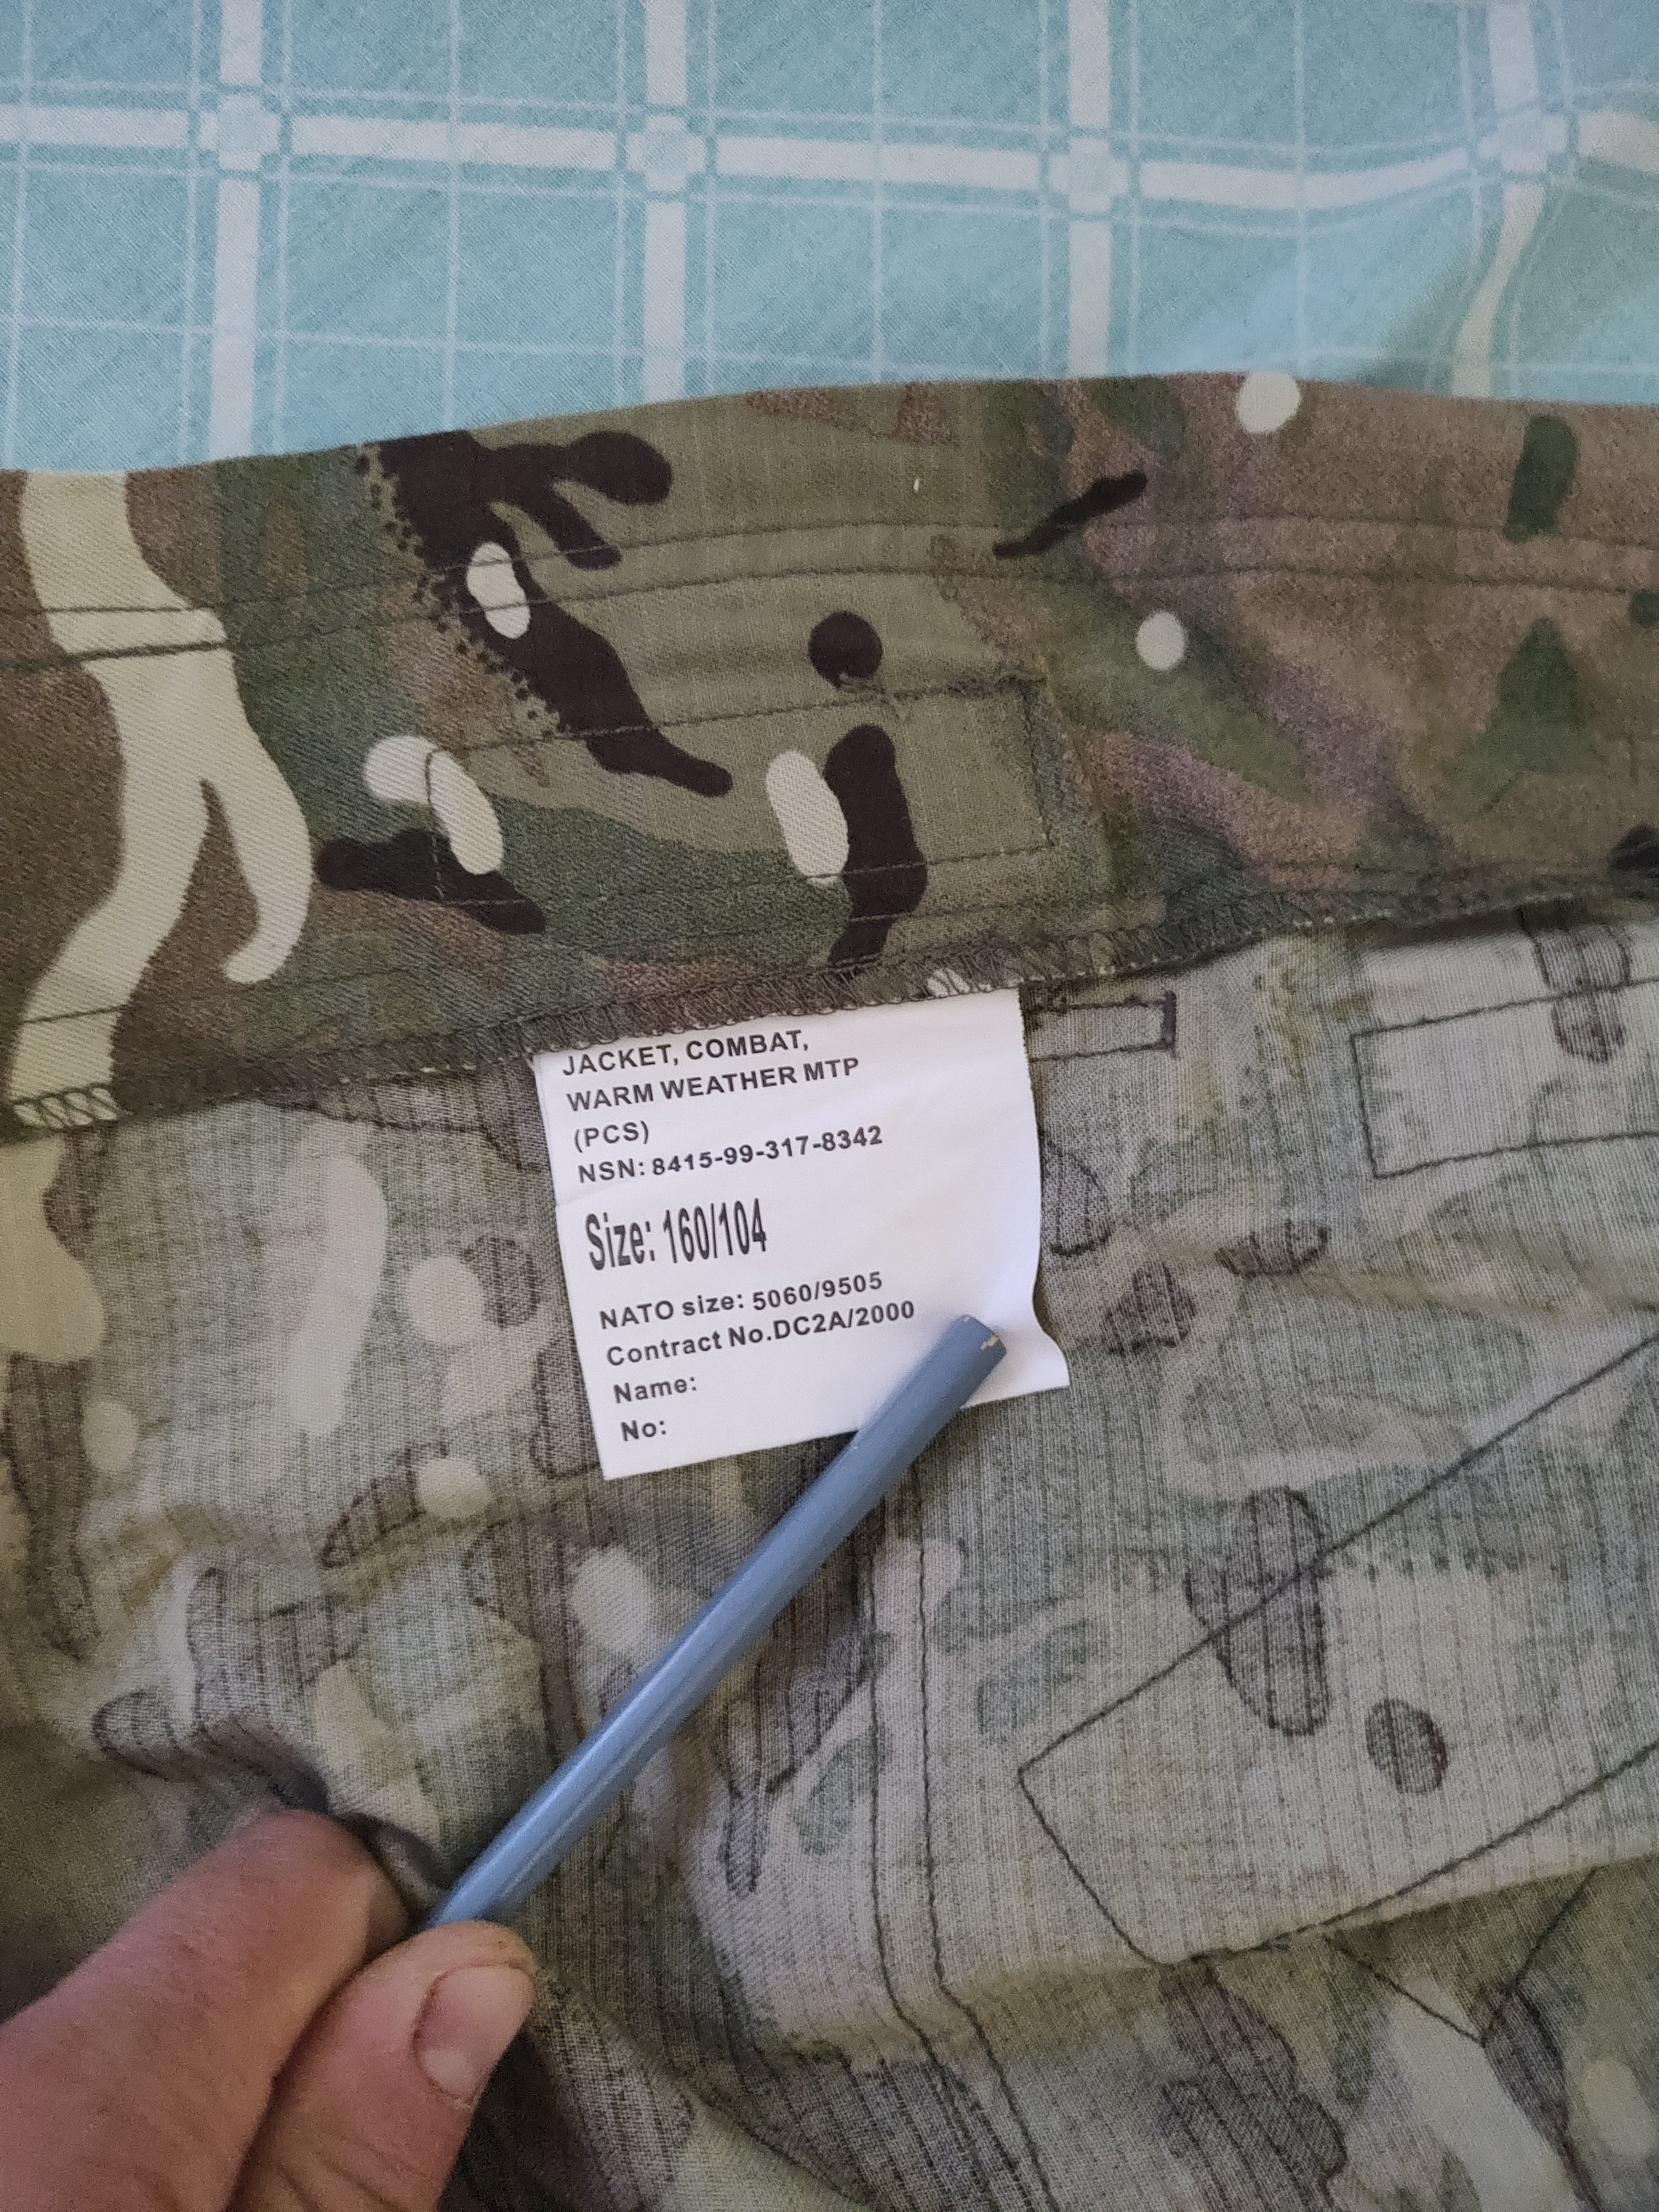 JACKET, COMBAT,
WARM WEATHER MTP
(PCS)
NSN: 8415-99-317-8342
Size: 160/104
NATO size: 5060/9505
Contract No.DC2A/2000
Name:
No: